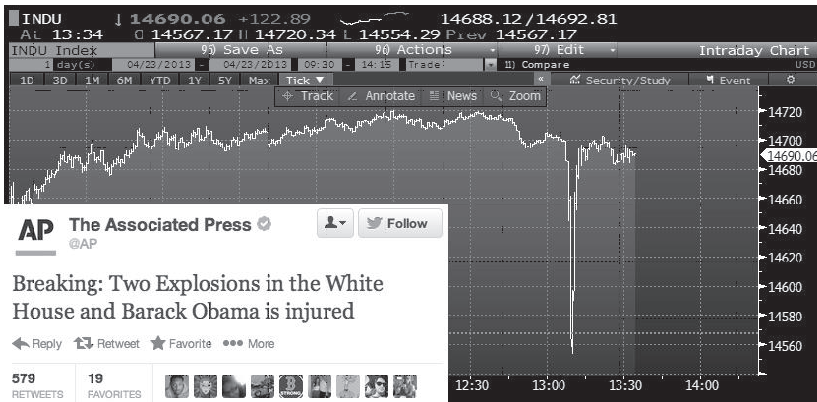 INDU ↓ 14690.06 +122.89 14688.12/14692.81
At 13:34 O 14567.17 H 14720.34 L 14554.29 Prev 14567.17
INDU Index 95) Save As 96) Actions 97) Edit Intraday Chart
1 day(s) 04/23/2013 - 04/23/2013 09:30 - 14:15 Trade 11) Compare USD
1D 3D 1M 6M YTD 1Y 5Y Max Tick ▼ « Security/Study Event
Track Annotate News Zoom
14720
14700
14690.06
14680
14660
14640
14620
14600
14580
14560
12:30 13:00 13:30 14:00
AP The Associated Press Follow
@AP
Breaking: Two Explosions in the White
House and Barack Obama is injured
Reply Retweet Favorite ••• More
579 19
RETWEETS FAVORITES
B
STRONG